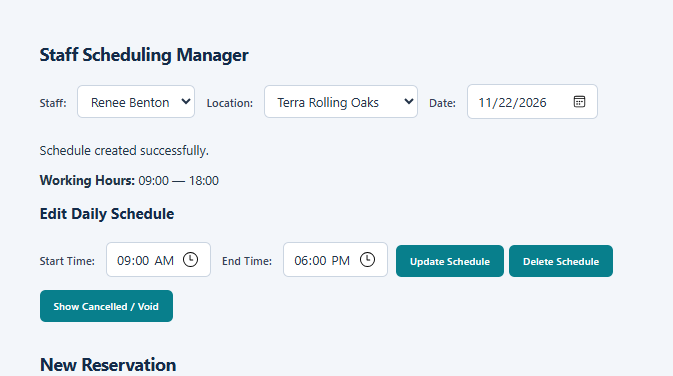 Staff Scheduling Manager
Staff: Renee Benton Location: Terra Rolling Oaks Date: 11/22/2026
Schedule created successfully.
Working Hours: 09:00 — 18:00
Edit Daily Schedule
Start Time: 09:00 AM End Time: 06:00 PM Update Schedule Delete Schedule
Show Cancelled / Void
New Reservation